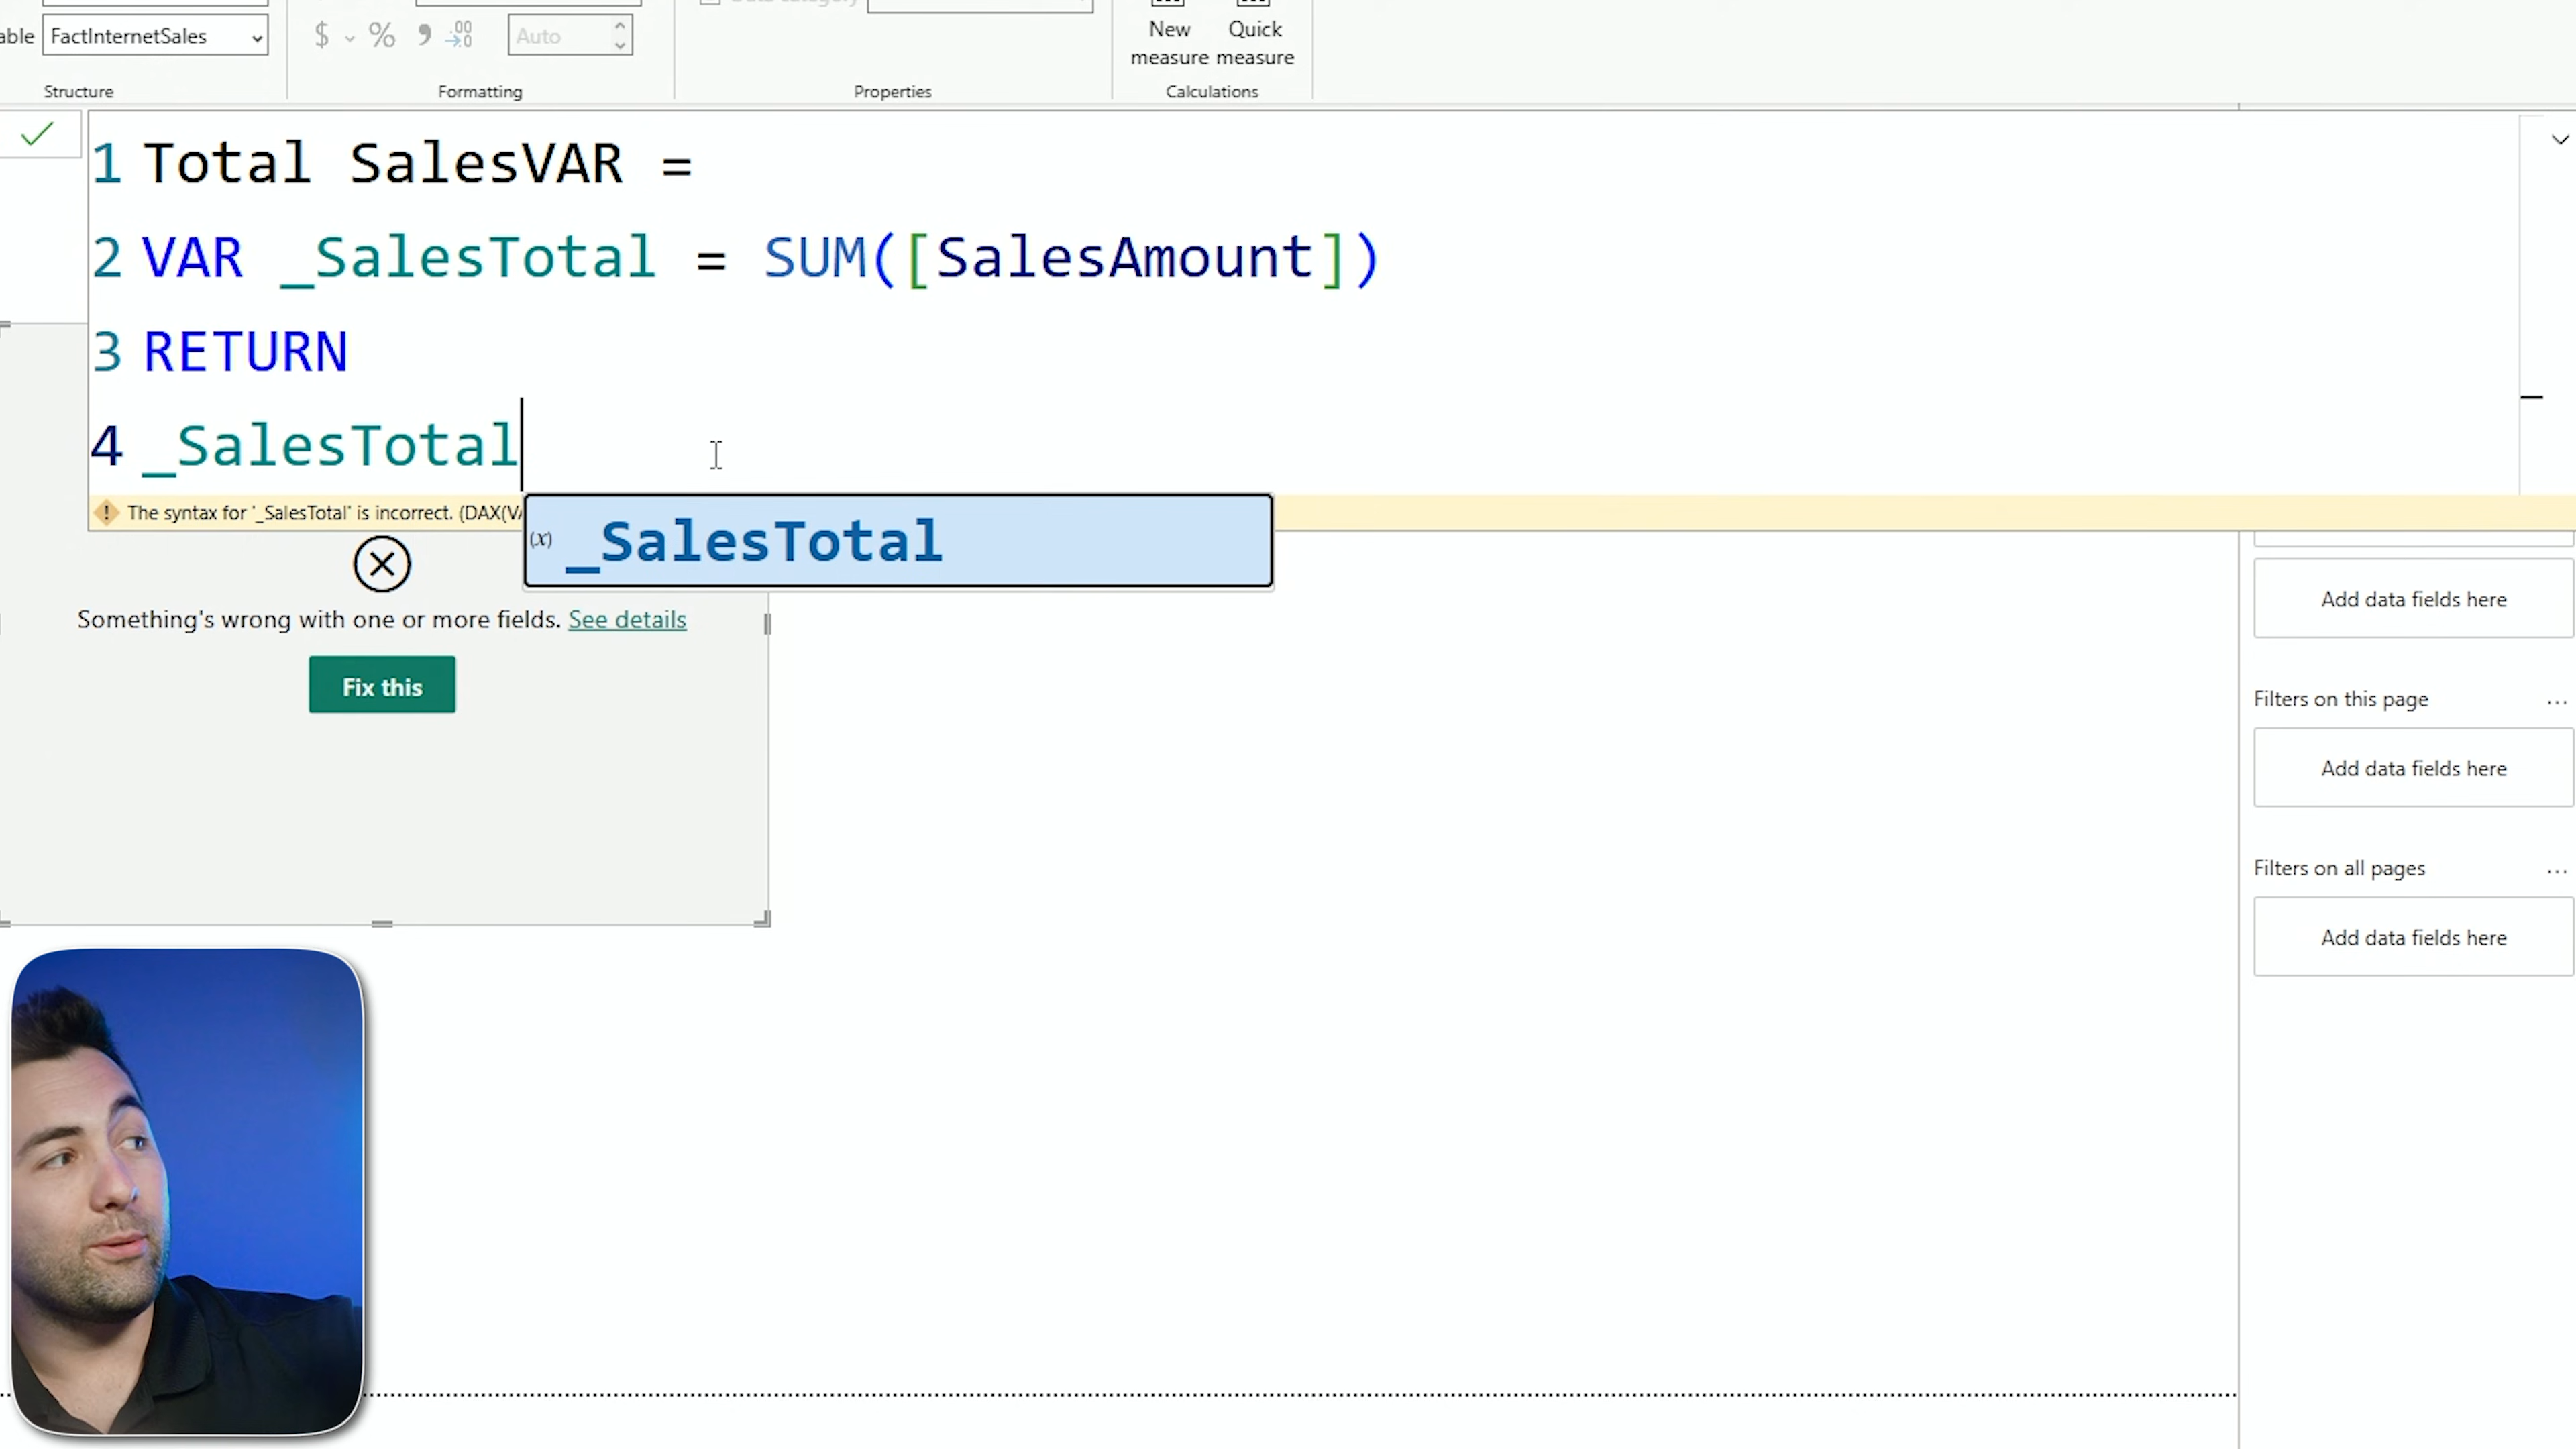 able FactInternetSales
$ % Auto
New measure
Quick measure
Structure
Formatting
Properties
Calculations
1 Total SalesVAR =
2 VAR _SalesTotal = SUM([SalesAmount])
3 RETURN
4 _SalesTotal
The syntax for '_SalesTotal' is incorrect. (DAX(VA
(x) _SalesTotal
Something's wrong with one or more fields. See details
Fix this
Add data fields here
Filters on this page ...
Add data fields here
Filters on all pages ...
Add data fields here